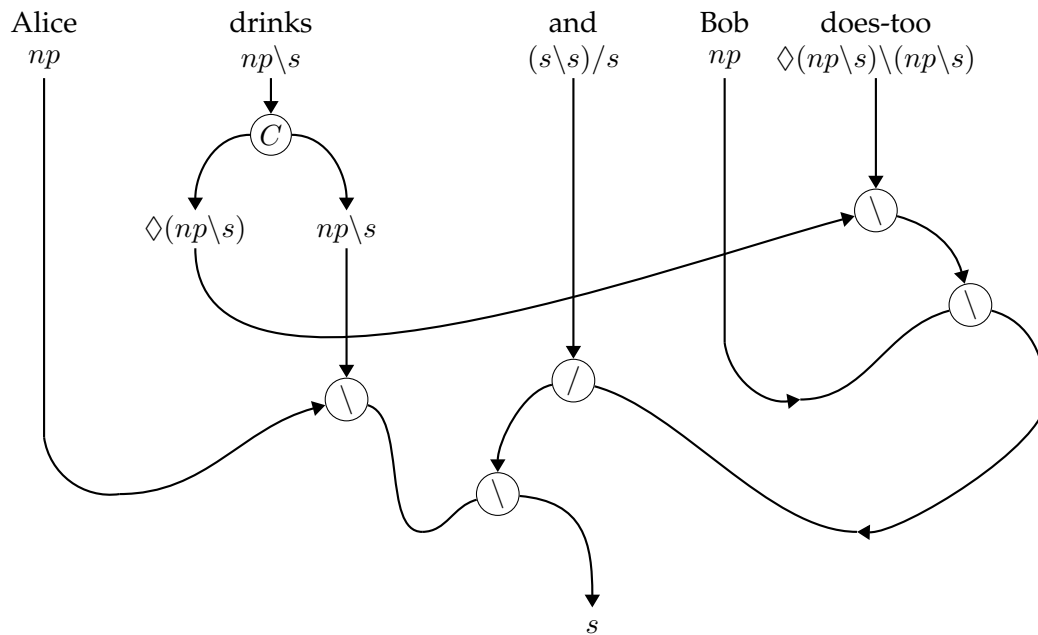 Alice drinks and Bob does-too
np np\s (s\s)/s np ◊(np\s)\(np\s)
C
\
◊(np\s) np\s
\
/
\
\
s